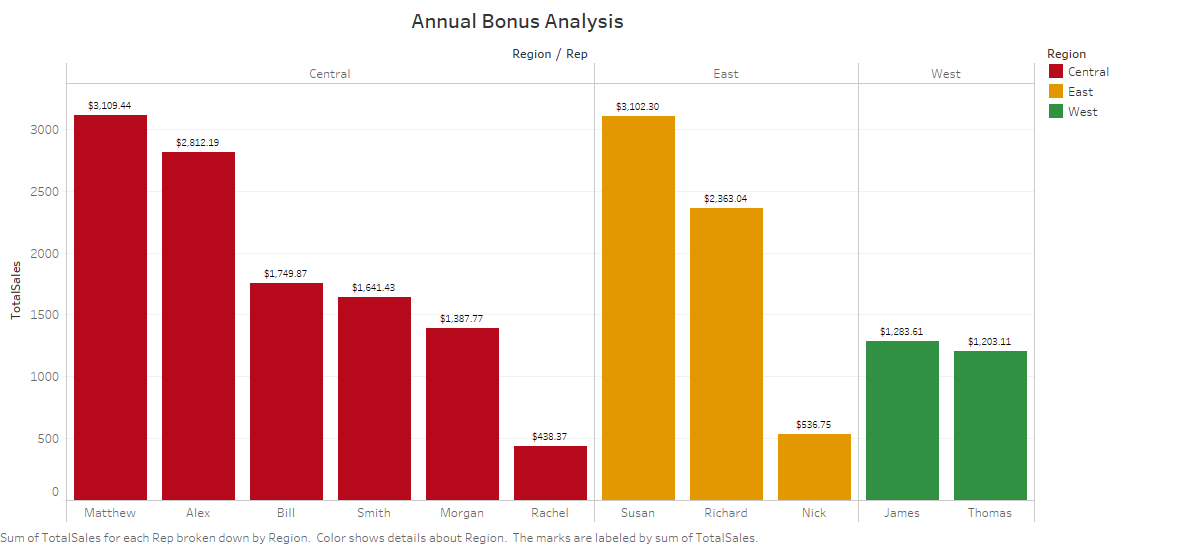 Annual Bonus Analysis
Region / Rep
Central East West
$3,109.44
$2,812.19
$1,749.87
$1,641.43
$1,387.77
$438.37
$3,102.30
$2,363.04
$536.75
$1,283.61
$1,203.11
TotalSales
3000
2500
2000
1500
1000
500
0
Matthew Alex Bill Smith Morgan Rachel Susan Richard Nick James Thomas
Region
Central
East
West
Sum of TotalSales for each Rep broken down by Region. Color shows details about Region. The marks are labeled by sum of TotalSales.